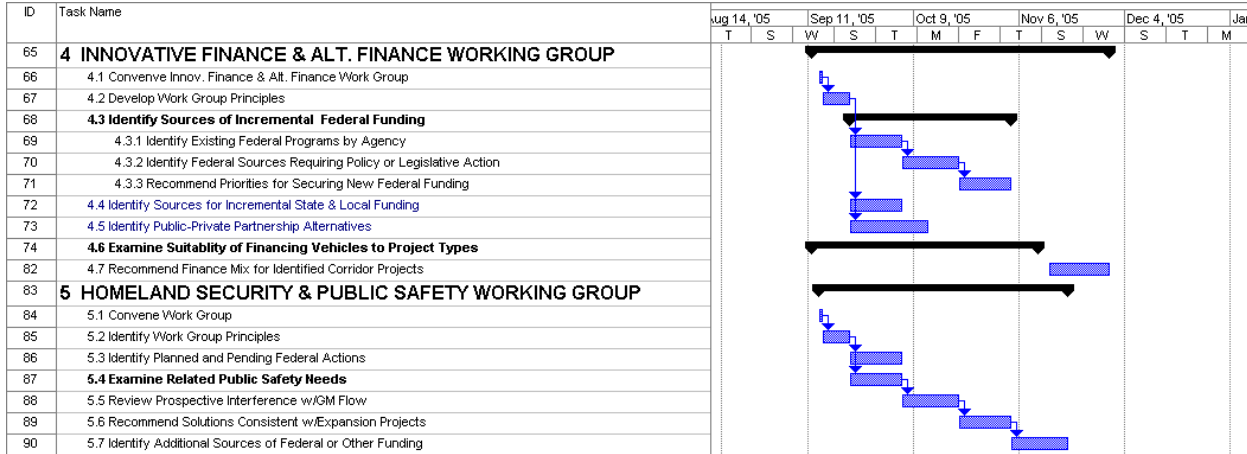 ID Task Name Aug 14, '05 Sep 11, '05 Oct 9, '05 Nov 6, '05 Dec 4, '05 Jan
T S W S T M F T S W S T M
65 4 INNOVATIVE FINANCE & ALT. FINANCE WORKING GROUP
66 4.1 Convenve Innov. Finance & Alt. Finance Work Group
67 4.2 Develop Work Group Principles
68 4.3 Identify Sources of Incremental Federal Funding
69 4.3.1 Identify Existing Federal Programs by Agency
70 4.3.2 Identify Federal Sources Requiring Policy or Legislative Action
71 4.3.3 Recommend Priorities for Securing New Federal Funding
72 4.4 Identify Sources for Incremental State & Local Funding
73 4.5 Identify Public-Private Partnership Alternatives
74 4.6 Examine Suitablity of Financing Vehicles to Project Types
82 4.7 Recommend Finance Mix for Identified Corridor Projects
83 5 HOMELAND SECURITY & PUBLIC SAFETY WORKING GROUP
84 5.1 Convene Work Group
85 5.2 Identify Work Group Principles
86 5.3 Identify Planned and Pending Federal Actions
87 5.4 Examine Related Public Safety Needs
88 5.5 Review Prospective Interference w/GM Flow
89 5.6 Recommend Solutions Consistent w/Expansion Projects
90 5.7 Identify Additional Sources of Federal or Other Funding